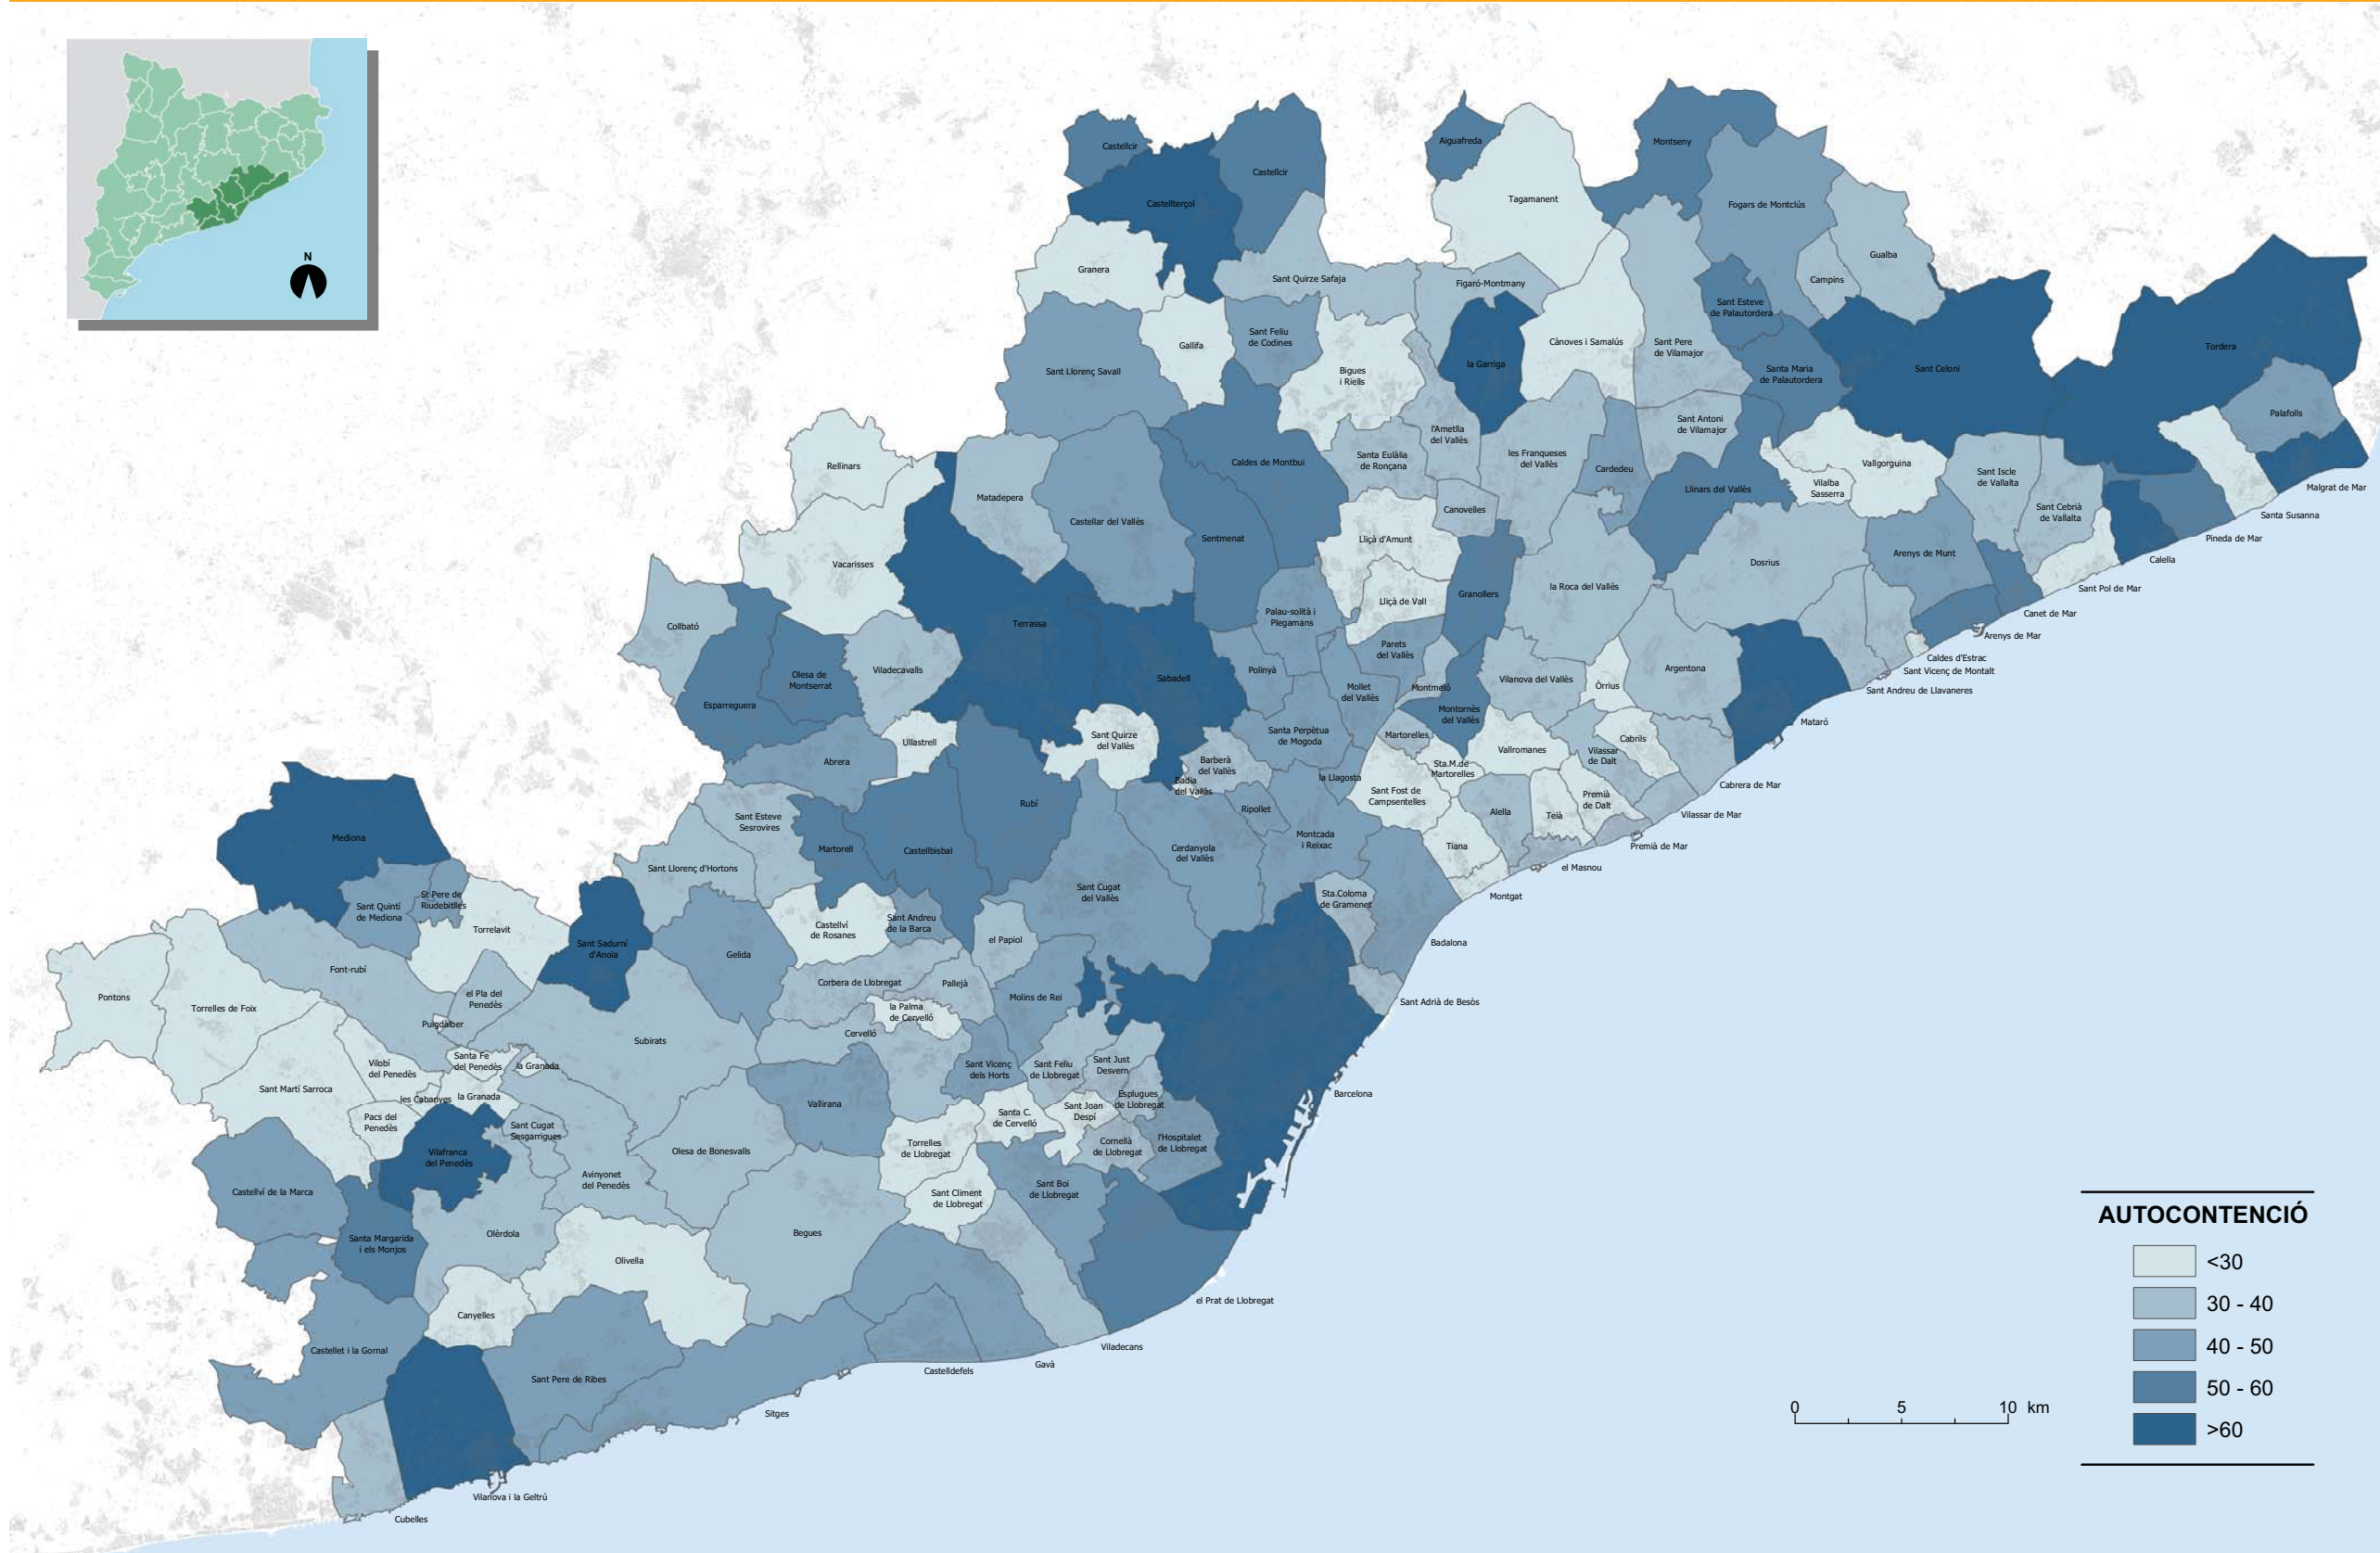 N
Castellcir
Castellterçol
Castellcir
Aiguafreda
Tagamanent
Montseny
Fogars de Montclús
Gualba
Campins
Granera
Sant Quirze Safaja
Figaró-Montmany
Sant Esteve
de Palautordera
Sant Feliu
de Codines
Gallifa
Cànoves i Samalús
Sant Pere
de Vilamajor
Tordera
Sant Llorenç Savall
Bigues
i Riells
la Garriga
Santa Maria
de Palautordera
Sant Celoni
Palafolls
Sant Antoni
de Vilamajor
l'Ametlla
del Vallès
Rellinars
Caldes de Montbui
Santa Eulàlia
de Ronçana
les Franqueses
del Vallès
Cardedeu
Vallgorguina
Sant Iscle
de Vallalta
Llinars del Vallès
Vilalba
Sasserra
Malgrat de Mar
Matadepera
Canovelles
Sant Cebrià
de Vallalta
Santa Susanna
Castellar del Vallès
Sentmenat
Lliçà d'Amunt
Pineda de Mar
Arenys de Munt
Calella
Vacarisses
Dosrius
la Roca del Vallès
Sant Pol de Mar
Granollers
Lliçà de Vall
Palau-solità i
Plegamans
Canet de Mar
Collbató
Terrassa
Arenys de Mar
Parets
del Vallès
Caldes d'Estrac
Sant Vicenç de Montalt
Sant Andreu de Llavaneres
Viladecavalls
Olesa de
Montserrat
Sabadell
Polinyà
Mollet
del Vallès
Montmeló
Vilanova del Vallès
Òrrius
Argentona
Esparreguera
Montornès
del Vallès
Mataró
Ullastrell
Sant Quirze
del Vallès
Santa Perpètua
de Mogoda
Martorelles
Vallromanes
Vilassar
de Dalt
Cabrils
Abrera
Barberà
del Vallès
Badia
del Vallès
la Llagosta
Sta.M.de
Martorelles
Cabrera de Mar
Sant Fost de
Campsentelles
Premià
de Dalt
Vilassar de Mar
Rubí
Ripollet
Alella
Teià
Sant Esteve
Sesrovires
Mediona
Montcada
i Reixac
Tiana
Premià de Mar
Martorell
Castellbisbal
Cerdanyola
del Vallès
el Masnou
Sant Llorenç d'Hortons
Sant Cugat
del Vallès
Sta.Coloma
de Gramenet
Montgat
St Pere de
Riudebitlles
Sant Quintí
de Mediona
Torrelavit
Sant Sadurní
d'Anoia
Castellví
de Rosanes
Sant Andreu
de la Barca
el Papiol
Badalona
Gelida
Font-rubí
Pontons
el Pla del
Penedès
Corbera de Llobregat
Pallejà
Molins de Rei
Sant Adrià de Besòs
Torrelles de Foix
la Palma
de Cervelló
Puigdàlber
Cervelló
Subirats
Santa Fe
del Penedès
la Granada
Vilobí
del Penedès
Sant Vicenç
dels Horts
Sant Feliu
de Llobregat
Sant Just
Desvern
Barcelona
Sant Martí Sarroca
les Cabanyes
la Granada
Vallirana
Esplugues
de Llobregat
Pacs del
Penedès
Sant Joan
Despí
Santa C.
de Cervelló
Sant Cugat
Sesgarrigues
Vilafranca
del Penedès
Olesa de Bonesvalls
Torrelles
de Llobregat
Cornellà
de Llobregat
l'Hospitalet
de Llobregat
Avinyonet
del Penedès
Castellví de la Marca
Sant Climent
de Llobregat
Sant Boi
de Llobregat
Santa Margarida
i els Monjos
Olèrdola
Begues
Olivella
el Prat de Llobregat
Canyelles
Castellet i la Gornal
Viladecans
Gavà
Castelldefels
Sant Pere de Ribes
Sitges
Vilanova i la Geltrú
Cubelles
0 5 10 km
AUTOCONTENCIÓ
<30
30 - 40
40 - 50
50 - 60
>60